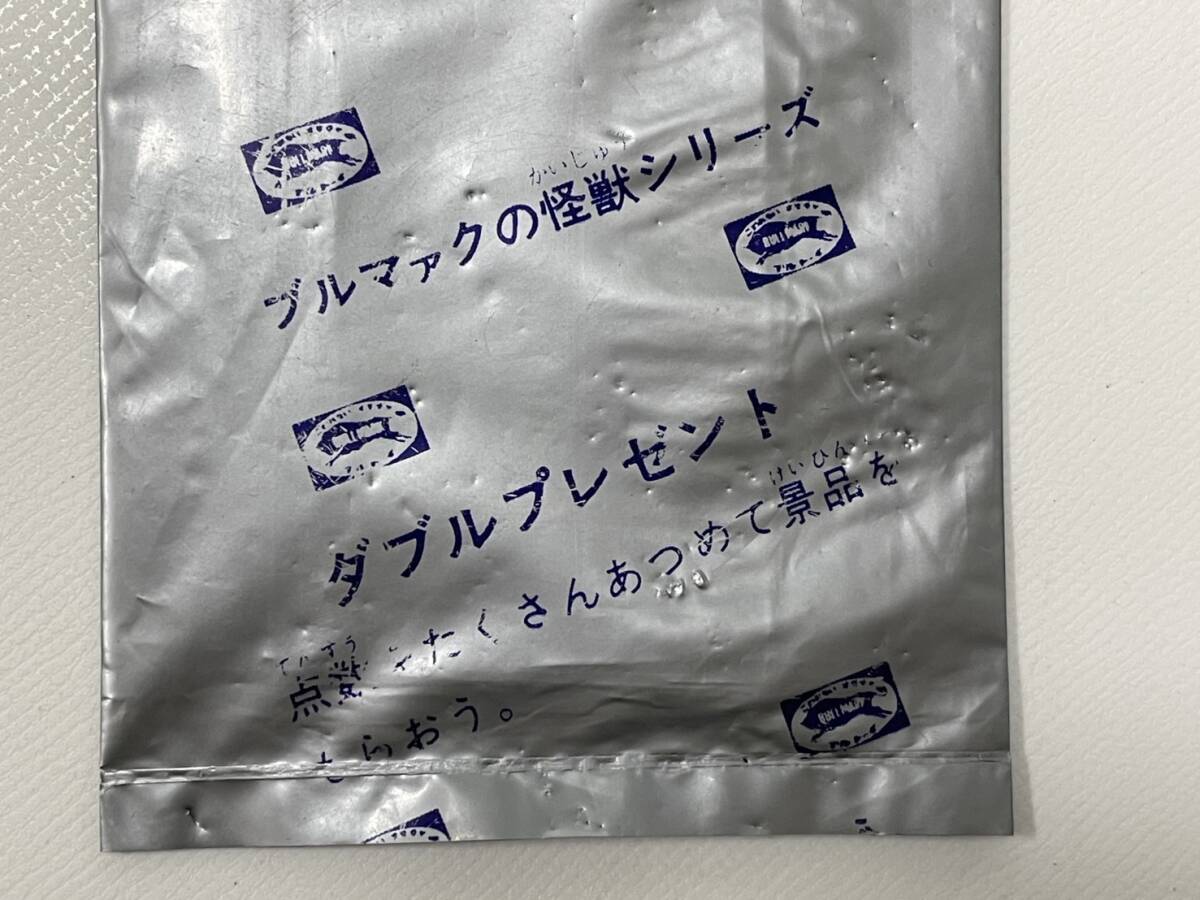 かいじゅう
ブルマァクの怪獣シリーズ
BULLMARK
ダブルプレゼント
けいひん
てんすう
点数をたくさんあつめて景品を
もらおう。
BULLMARK